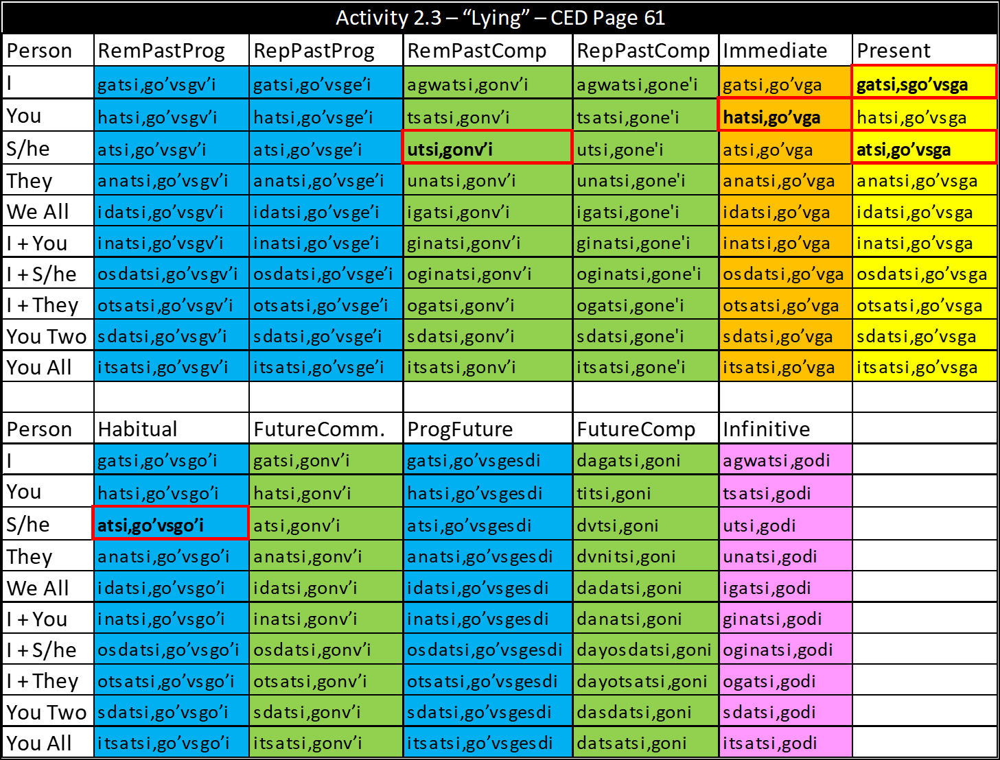 Activity 2.3 – “Lying” – CED Page 61
Person RemPastProg RepPastProg RemPastComp RepPastComp Immediate Present
I gatsi,go’vsgv’i gatsi,go’vsge’i agwatsi,gonv’i agwatsi,gone'i gatsi,go’vga gatsi,sgo’vsga
You hatsi,go’vsgv’i hatsi,go’vsge’i tsatsi,gonv’i tsatsi,gone'i hatsi,go’vga hatsi,go’vsga
S/he atsi,go’vsgv’i atsi,go’vsge’i utsi,gonv’i utsi,gone'i atsi,go’vga atsi,go’vsga
They anatsi,go’vsgv’i anatsi,go’vsge’i unatsi,gonv’i unatsi,gone'i anatsi,go’vga anatsi,go’vsga
We All idatsi,go’vsgv’i idatsi,go’vsge’i igatsi,gonv’i igatsi,gone'i idatsi,go’vga idatsi,go’vsga
I + You inatsi,go’vsgv’i inatsi,go’vsge’i ginatsi,gonv’i ginatsi,gone'i inatsi,go’vga inatsi,go’vsga
I + S/he osdatsi,go’vsgv’i osdatsi,go’vsge’i oginatsi,gonv’i oginatsi,gone'i osdatsi,go’vga osdatsi,go’vsga
I + They otsatsi,go’vsgv’i otsatsi,go’vsge’i ogatsi,gonv’i ogatsi,gone'i otsatsi,go’vga otsatsi,go’vsga
You Two sdatsi,go’vsgv’i sdatsi,go’vsge’i sdatsi,gonv’i sdatsi,gone'i sdatsi,go’vga sdatsi,go’vsga
You All itsatsi,go’vsgv’i itsatsi,go’vsge’i itsatsi,gonv’i itsatsi,gone'i itsatsi,go’vga itsatsi,go’vsga
Person Habitual FutureComm. ProgFuture FutureComp Infinitive
I gatsi,go’vsgo’i gatsi,gonv’i gatsi,go’vsgesdi dagatsi,goni agwatsi,godi
You hatsi,go’vsgo’i hatsi,gonv’i hatsi,go’vsgesdi titsi,goni tsatsi,godi
S/he atsi,go’vsgo’i atsi,gonv’i atsi,go’vsgesdi dvtsi,goni utsi,godi
They anatsi,go’vsgo’i anatsi,gonv’i anatsi,go’vsgesdi dvnitsi,goni unatsi,godi
We All idatsi,go’vsgo’i idatsi,gonv’i idatsi,go’vsgesdi dadatsi,goni igatsi,godi
I + You inatsi,go’vsgo’i inatsi,gonv’i inatsi,go’vsgesdi danatsi,goni ginatsi,godi
I + S/he osdatsi,go’vsgo’i osdatsi,gonv’i osdatsi,go’vsgesdi dayosdatsi,goni oginatsi,godi
I + They otsatsi,go’vsgo’i otsatsi,gonv’i otsatsi,go’vsgesdi dayotsatsi,goni ogatsi,godi
You Two sdatsi,go’vsgo’i sdatsi,gonv’i sdatsi,go’vsgesdi dasdatsi,goni sdatsi,godi
You All itsatsi,go’vsgo’i itsatsi,gonv’i itsatsi,go’vsgesdi datsatsi,goni itsatsi,godi